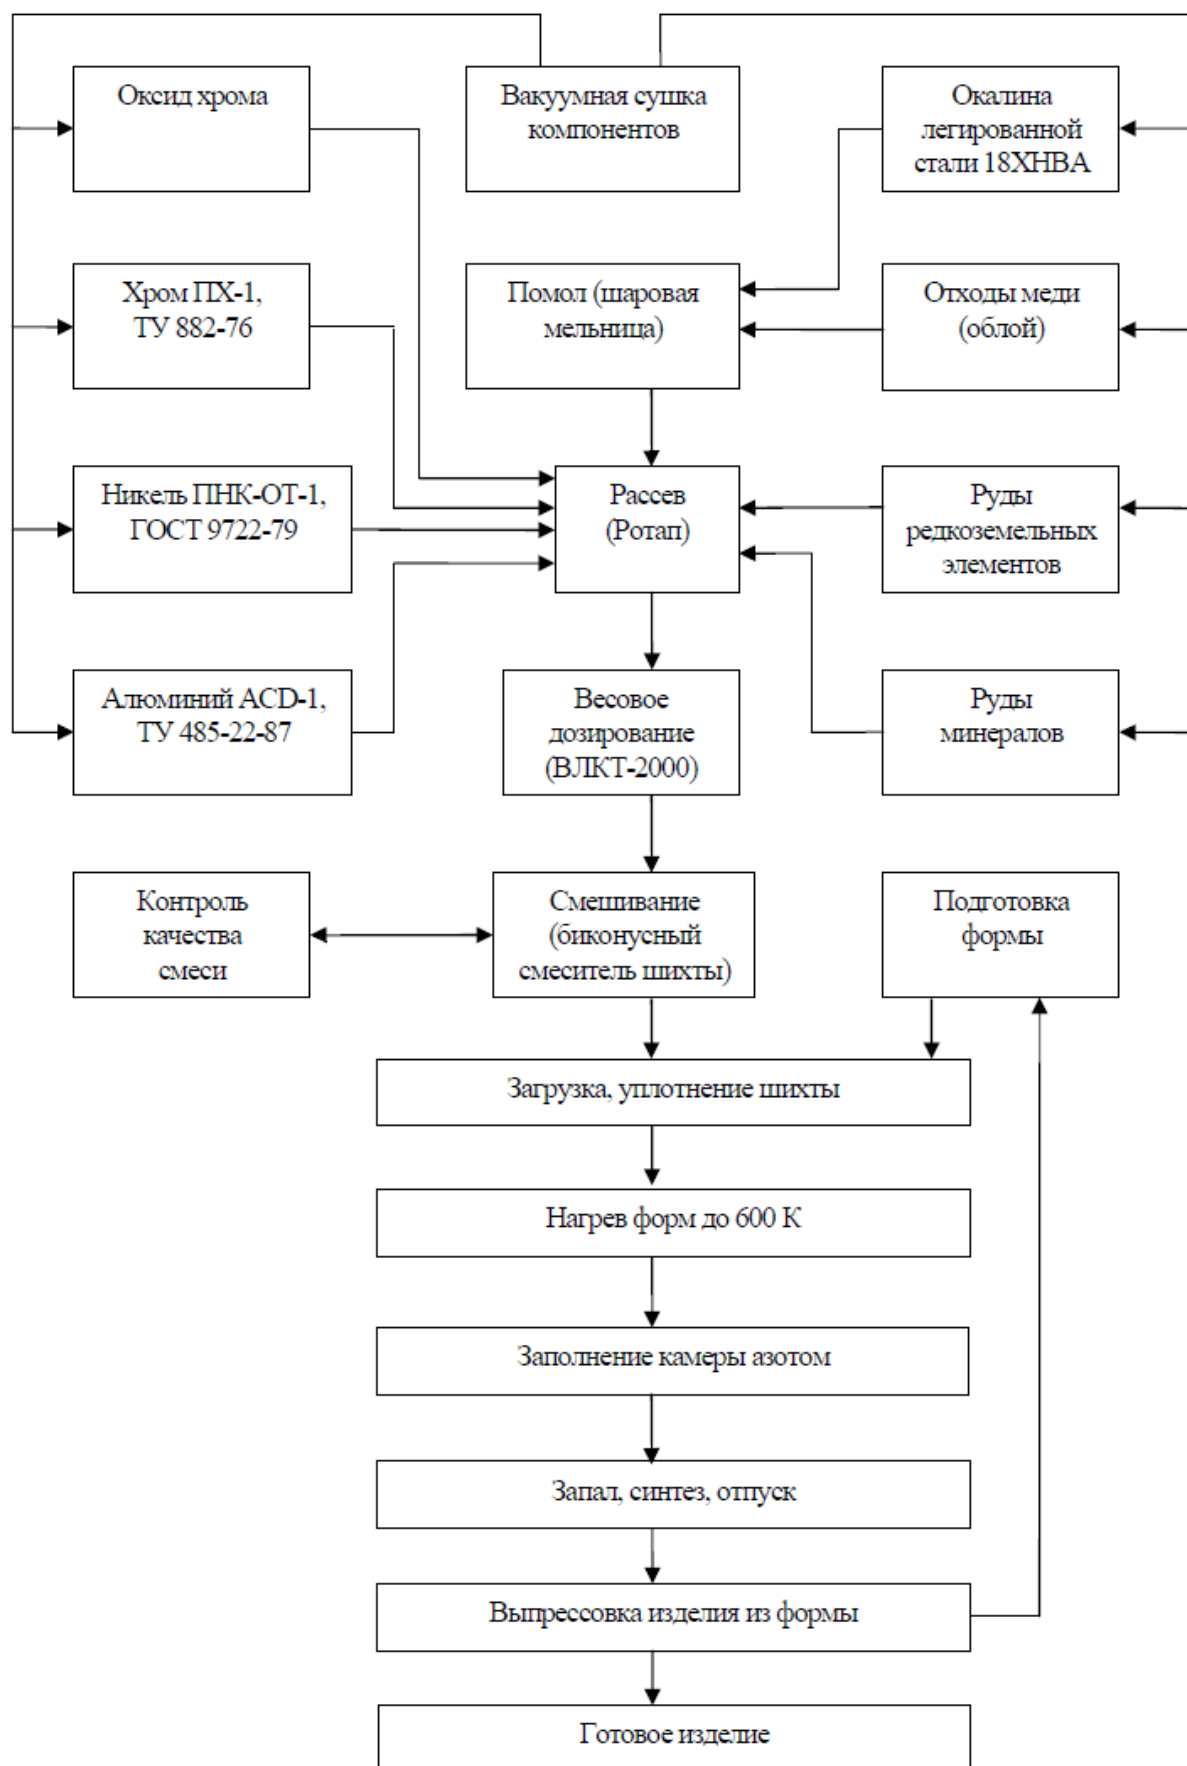 Оксид хрома
Вакуумная сушка
компонентов
Окалина
легированной
стали 18ХНВА
Хром ПХ-1,
ТУ 882-76
Помол (шаровая
мельница)
Отходы меди
(облой)
Никель ПНК-ОТ-1,
ГОСТ 9722-79
Рассев
(Ротап)
Руды
редкоземельных
элементов
Алюминий ACD-1,
ТУ 485-22-87
Весовое
дозирование
(ВЛКТ-2000)
Руды
минералов
Контроль
качества
смеси
Смешивание
(биконусный
смеситель шихты)
Подготовка
формы
Загрузка, уплотнение шихты
Нагрев форм до 600 К
Заполнение камеры азотом
Запал, синтез, отпуск
Выпрессовка изделия из формы
Готовое изделие